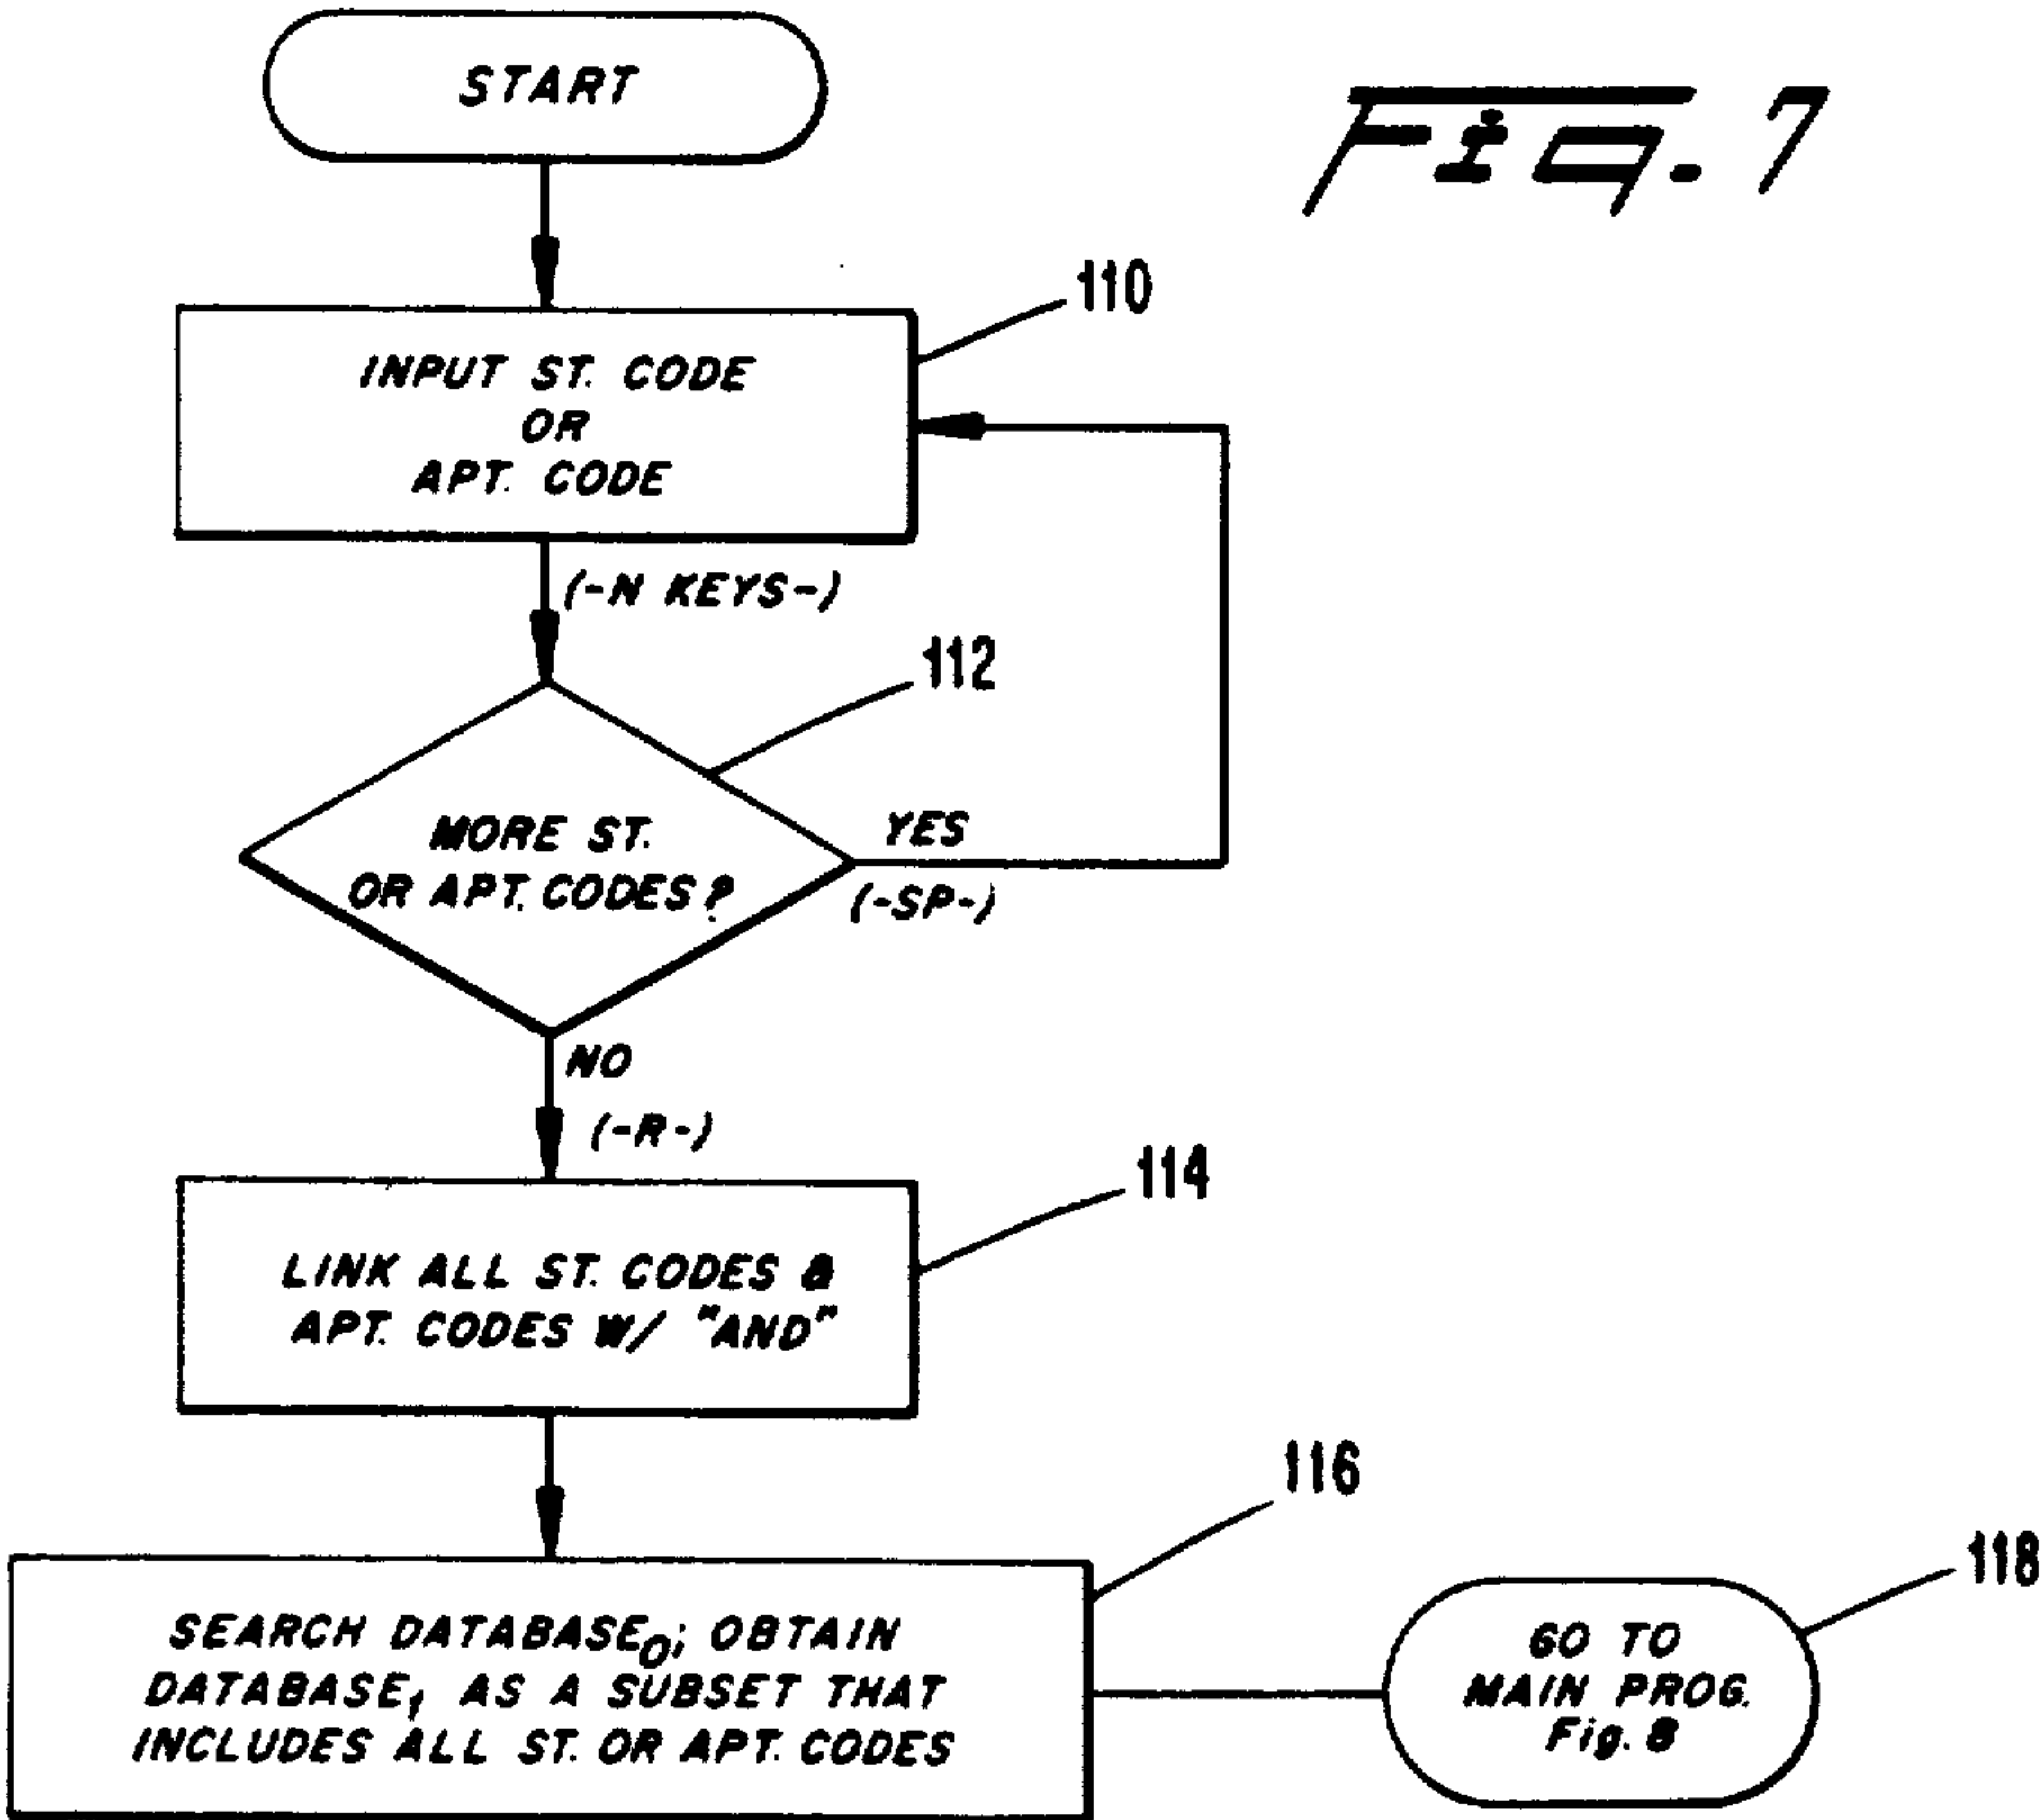 Fig. 7
START
110
INPUT ST. CODE
OR
APT. CODE
(-N KEYS-)
112
MORE ST.
OR APT. CODES?
YES
(-SP-)
NO
(-R-)
114
LINK ALL ST. CODES &
APT. CODES W/ "AND"
116
SEARCH DATABASE₀; OBTAIN
DATABASE₁ AS A SUBSET THAT
INCLUDES ALL ST. OR APT. CODES
118
GO TO
MAIN PROG.
Fig. 8